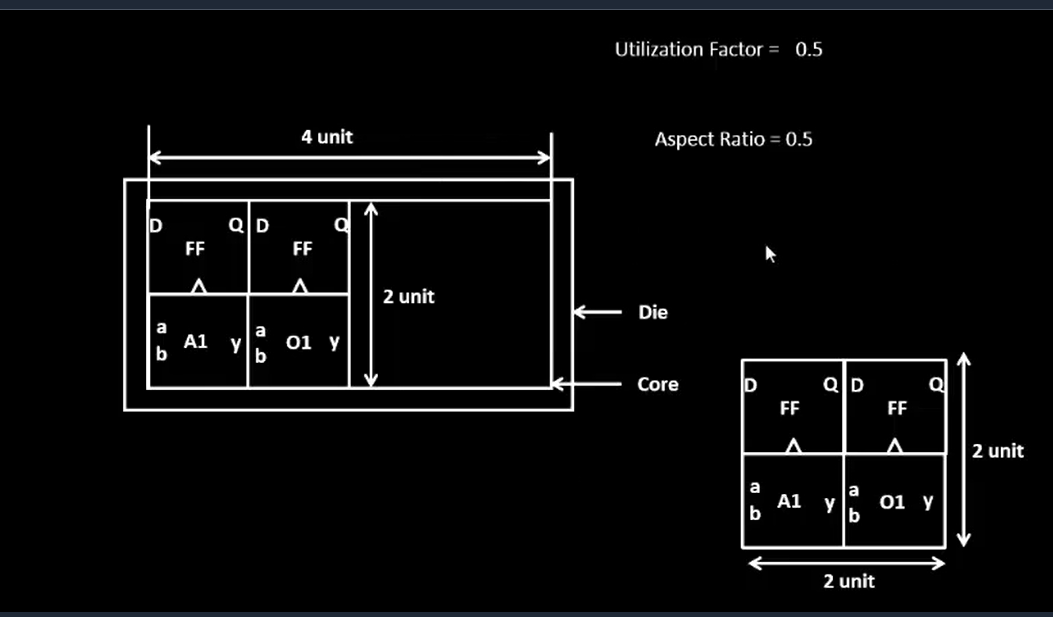 Utilization Factor = 0.5
4 unit
Aspect Ratio = 0.5
D Q D Q
FF FF
2 unit
Die
a A1 y a O1 y
b b
Core
D Q D Q
FF FF
2 unit
a A1 y a O1 y
b b
2 unit